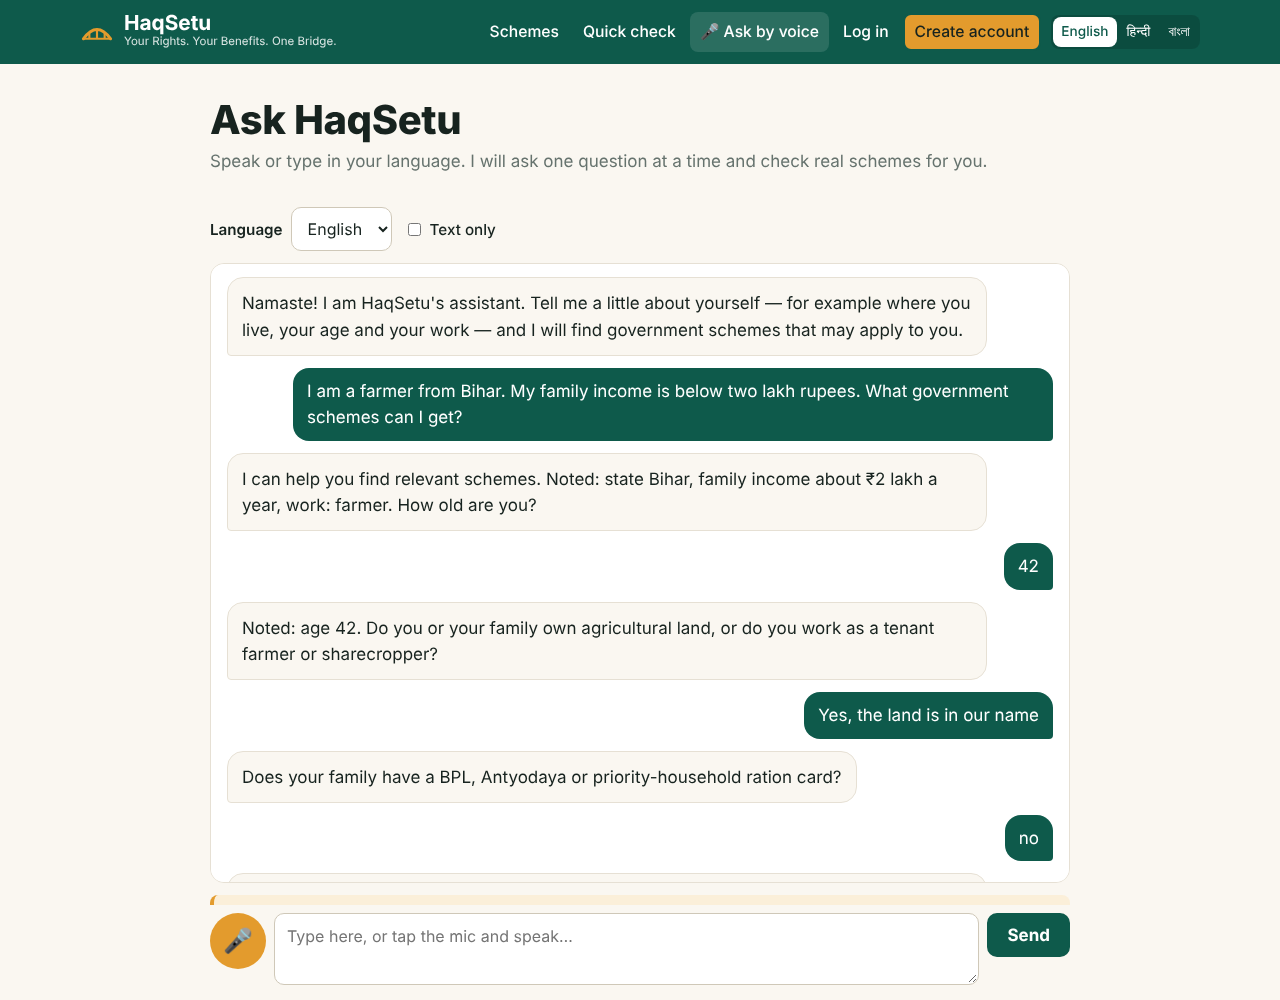 HaqSetu
Your Rights. Your Benefits. One Bridge.
Schemes
Quick check
Ask by voice
Log in
Create account
English
हिन्दी
বাংলা
Ask HaqSetu
Speak or type in your language. I will ask one question at a time and check real schemes for you.
Language
English
Text only
Namaste! I am HaqSetu's assistant. Tell me a little about yourself — for example where you
live, your age and your work — and I will find government schemes that may apply to you.
I am a farmer from Bihar. My family income is below two lakh rupees. What government
schemes can I get?
I can help you find relevant schemes. Noted: state Bihar, family income about ₹2 lakh a
year, work: farmer. How old are you?
42
Noted: age 42. Do you or your family own agricultural land, or do you work as a tenant
farmer or sharecropper?
Yes, the land is in our name
Does your family have a BPL, Antyodaya or priority-household ration card?
no
Type here, or tap the mic and speak...
Send